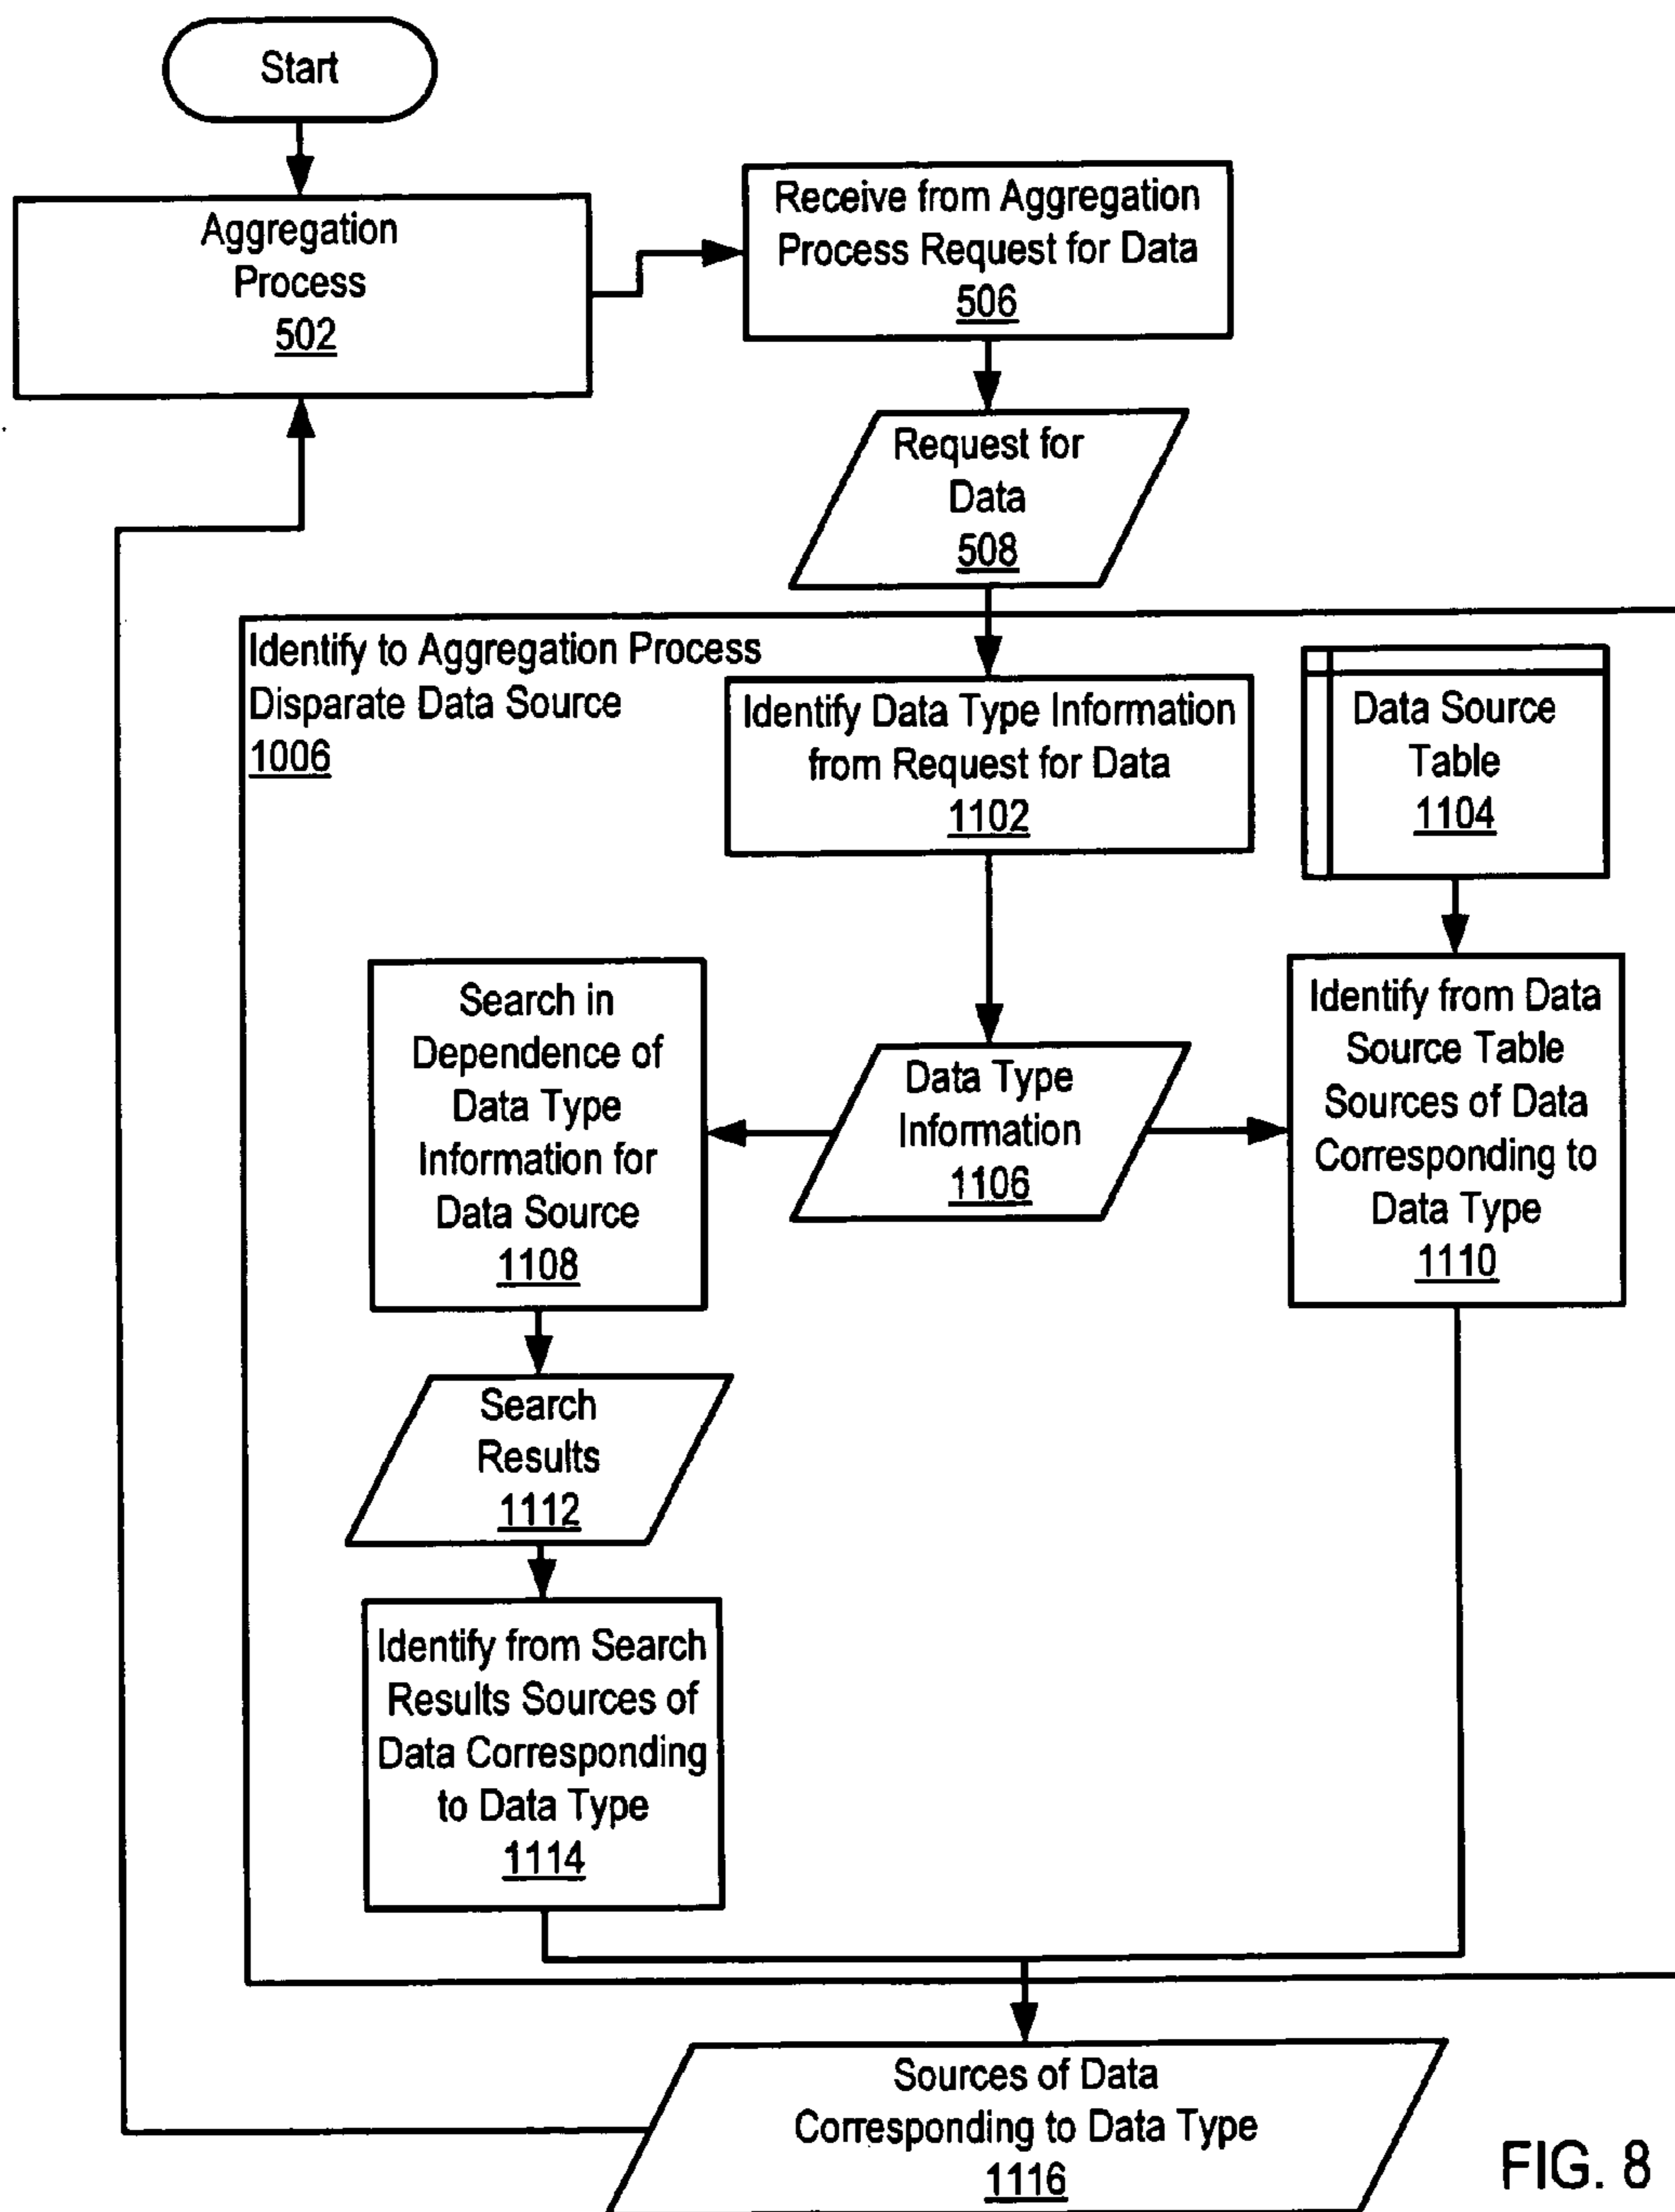 Start
Aggregation
Process
502
Receive from Aggregation
Process Request for Data
506
Request for
Data
508
Identify to Aggregation Process
Disparate Data Source
1006
Identify Data Type Information
from Request for Data
1102
Data Source
Table
1104
Search in
Dependence of
Data Type
Information for
Data Source
1108
Data Type
Information
1106
Identify from Data
Source Table
Sources of Data
Corresponding to
Data Type
1110
Search
Results
1112
Identify from Search
Results Sources of
Data Corresponding
to Data Type
1114
Sources of Data
Corresponding to Data Type
1116
FIG. 8